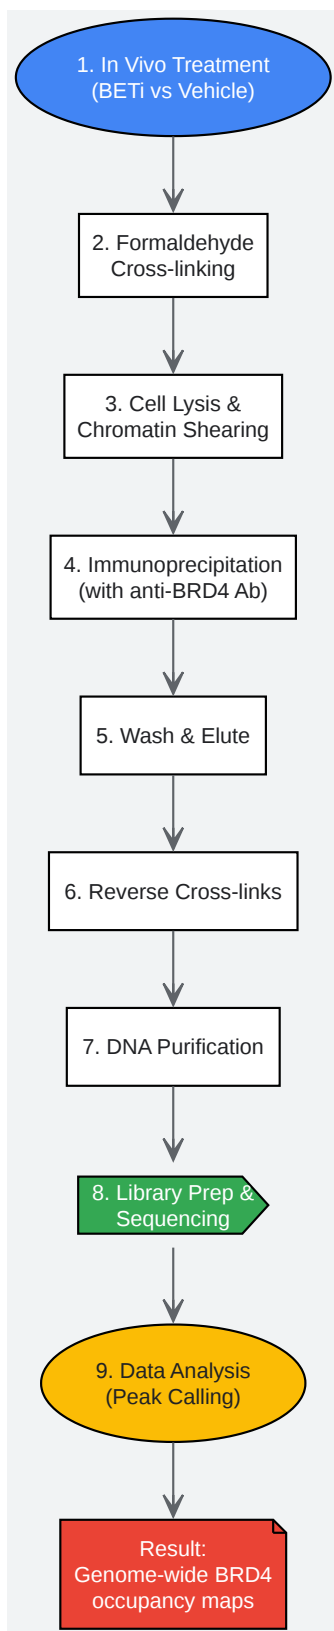 1. In Vivo Treatment
(BETi vs Vehicle)
2. Formaldehyde
Cross-linking
3. Cell Lysis &
Chromatin Shearing
4. Immunoprecipitation
(with anti-BRD4 Ab)
5. Wash & Elute
6. Reverse Cross-links
7. DNA Purification
8. Library Prep &
Sequencing
9. Data Analysis
(Peak Calling)
Result:
Genome-wide BRD4
occupancy maps